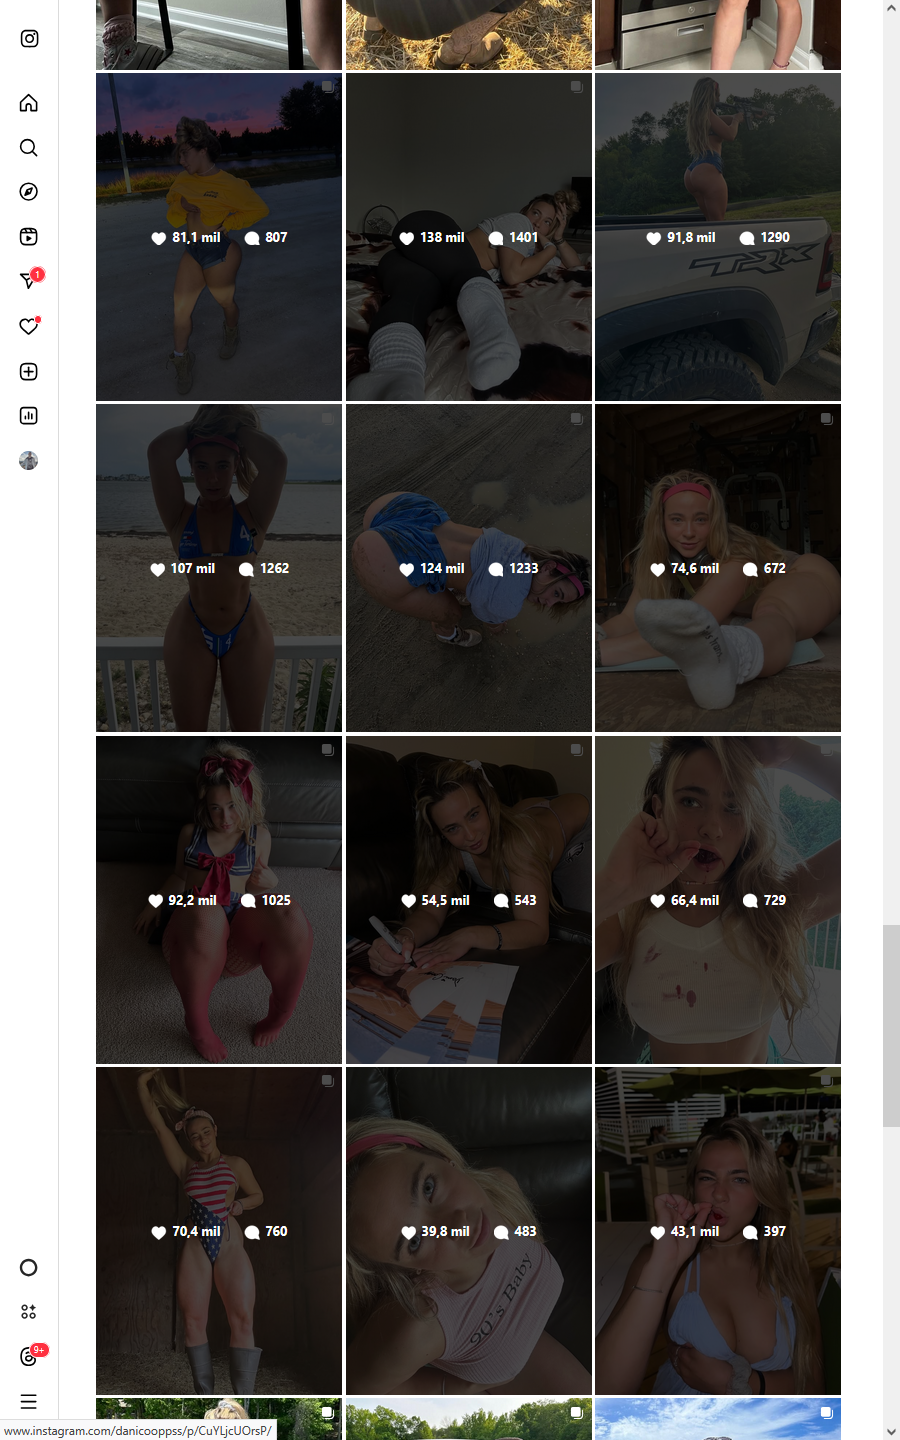 1
81,1 mil 807
138 mil 1401
91,8 mil 1290
TRX
107 mil 1262
4
4
124 mil 1233
74,6 mil 672
92,2 mil 1025
54,5 mil 543
66,4 mil 729
70,4 mil 760
39,8 mil 483
43,1 mil 397
90's Baby
9+
www.instagram.com/danicooppss/p/CuYLjcUOrsP/